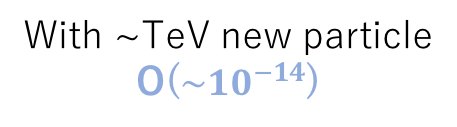 With ~TeV new particle
O(~10⁻¹⁴)